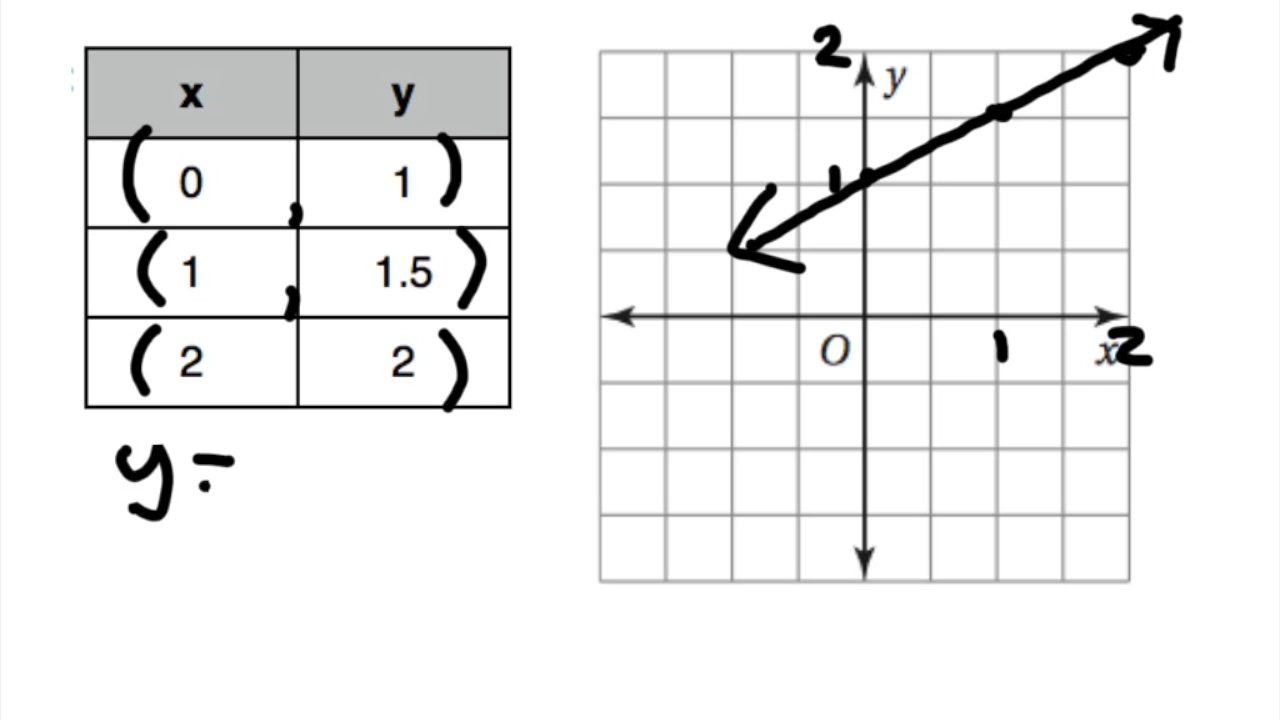 x y
( 0 , 1 )
( 1 , 1.5 )
( 2 2 )
y =
2
y
1
O 1 x 2